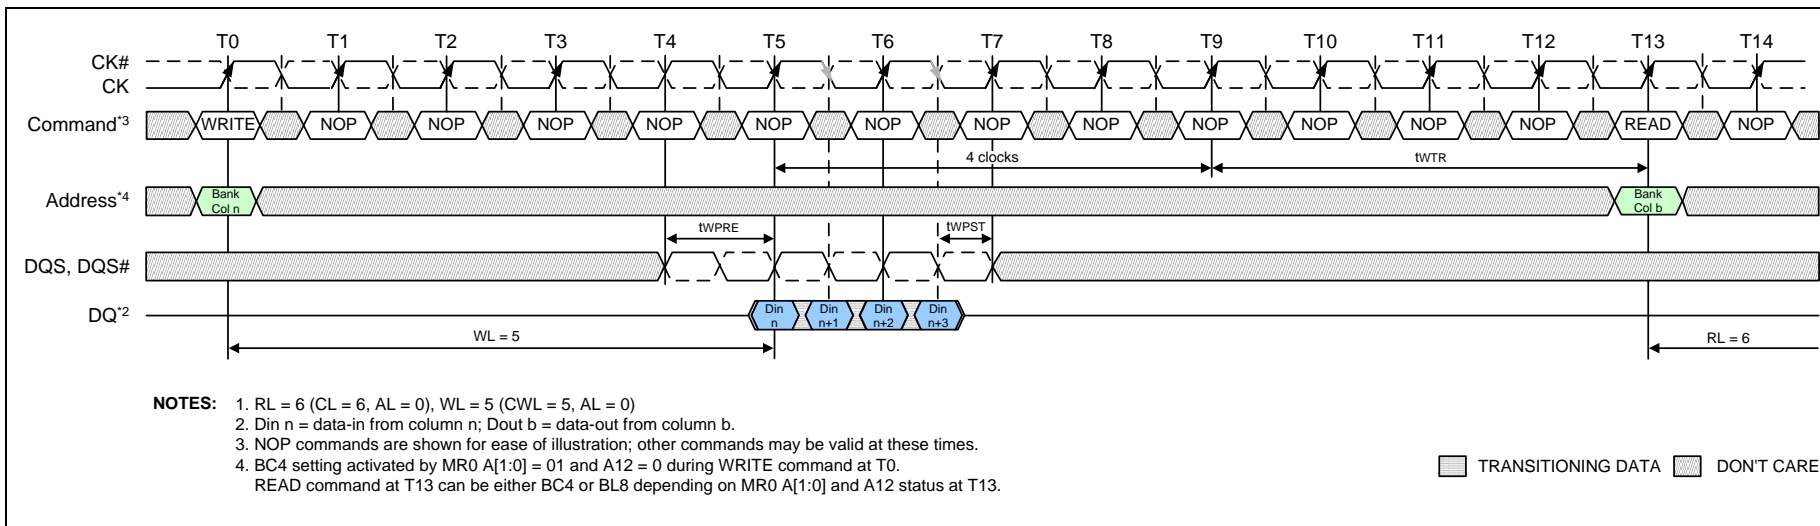 T0 T1 T2 T3 T4 T5 T6 T7 T8 T9 T10 T11 T12 T13 T14
CK#
CK
Command*3 WRITE NOP NOP NOP NOP NOP NOP NOP NOP NOP NOP NOP NOP READ NOP
4 clocks tWTR
Address*4 Bank Col n Bank Col b
tWPRE tWPST
DQS, DQS#
DQ*2 Din n Din n+1 Din n+2 Din n+3
WL = 5 RL = 6
NOTES: 1. RL = 6 (CL = 6, AL = 0), WL = 5 (CWL = 5, AL = 0)
2. Din n = data-in from column n; Dout b = data-out from column b.
3. NOP commands are shown for ease of illustration; other commands may be valid at these times.
4. BC4 setting activated by MR0 A[1:0] = 01 and A12 = 0 during WRITE command at T0.
READ command at T13 can be either BC4 or BL8 depending on MR0 A[1:0] and A12 status at T13.
TRANSITIONING DATA DON'T CARE